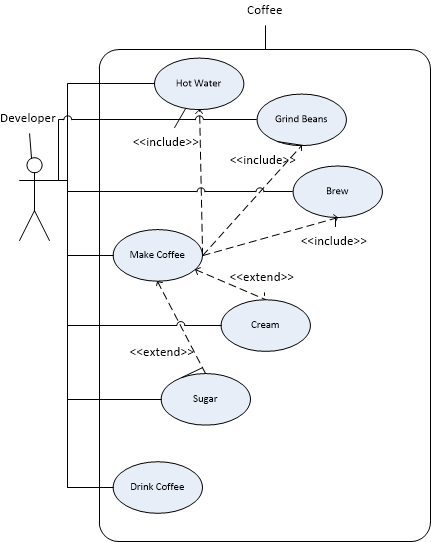 Coffee
Hot Water
Developer
Grind Beans
<<include>>
<<include>>
Brew
<<include>>
Make Coffee
<<extend>>
Cream
<<extend>>
Sugar
Drink Coffee